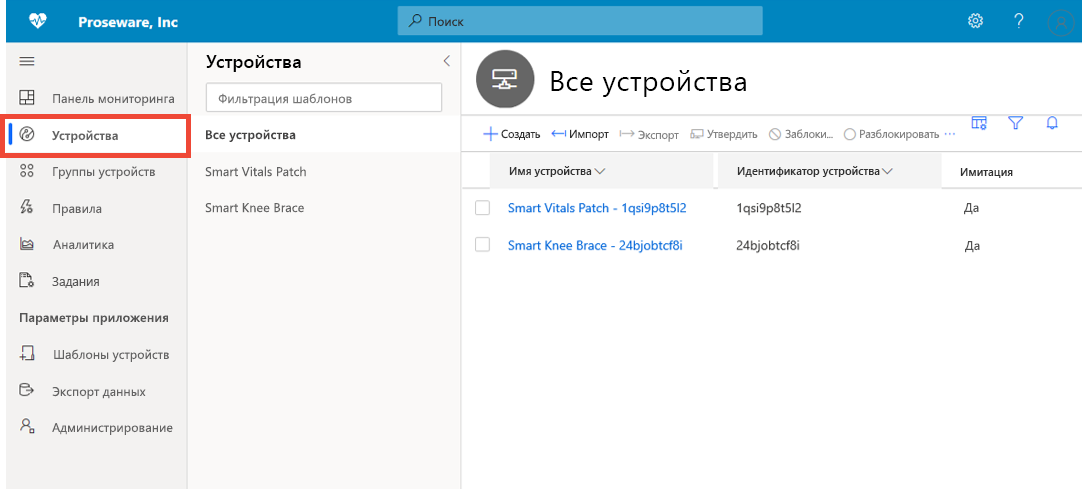 Proseware, Inc
Поиск
Панель мониторинга
Устройства
Группы устройств
Правила
Аналитика
Задания
Параметры приложения
Шаблоны устройств
Экспорт данных
Администрирование
Устройства
Фильтрация шаблонов
Все устройства
Smart Vitals Patch
Smart Knee Brace
Все устройства
Создать Импорт Экспорт Утвердить Заблоки... Разблокировать ...
Имя устройства Идентификатор устройства Имитация
Smart Vitals Patch - 1qsi9p8t5l2 1qsi9p8t5l2 Да
Smart Knee Brace - 24bjobtcf8i 24bjobtcf8i Да